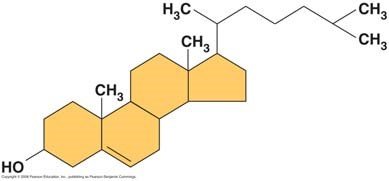 H₃C
CH₃
CH₃
CH₃
CH₃
HO
Copyright © 2008 Pearson Education, Inc., publishing as Pearson Benjamin Cummings.